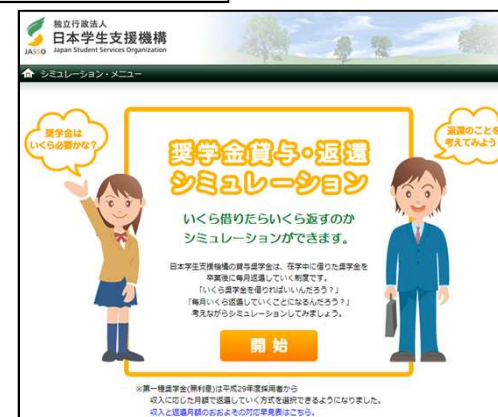 独立行政法人
日本学生支援機構
JASSO Japan Student Services Organization
シミュレーション・メニュー
奨学金は
いくら必要かな?
返還のことを
考えてみよう
奨学金貸与・返還
シミュレーション
いくら借りたらいくら返すのか
シミュレーションができます。
日本学生支援機構の貸与奨学金は、在学中に借りた奨学金を
卒業後に毎月返還していく制度です。
「いくら奨学金を借りればいいんだろう?」
「毎月いくら返還していくことになるんだろう?」
考えながらシミュレーションしてみましょう。
開始
※第一種奨学金(無利息)は平成29年度採用者から
収入に応じた月額で返還していく方式を選択できるようになりました。
収入と返還月額のおおよその対応早見表はこちら。